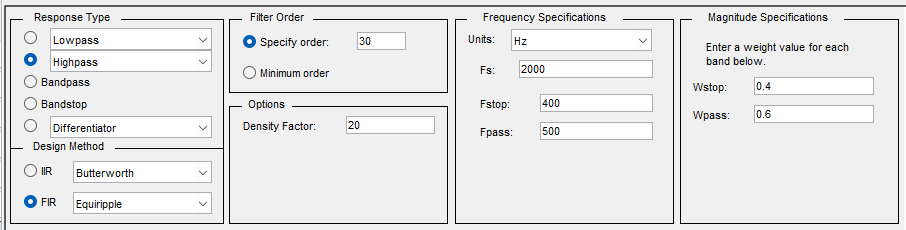 Response Type
Lowpass
Highpass
Bandpass
Bandstop
Differentiator
Design Method
IIR
Butterworth
FIR
Equiripple
Filter Order
Specify order:
30
Minimum order
Options
Density Factor:
20
Frequency Specifications
Units:
Hz
Fs:
2000
Fstop:
400
Fpass:
500
Magnitude Specifications
Enter a weight value for each
band below.
Wstop:
0.4
Wpass:
0.6